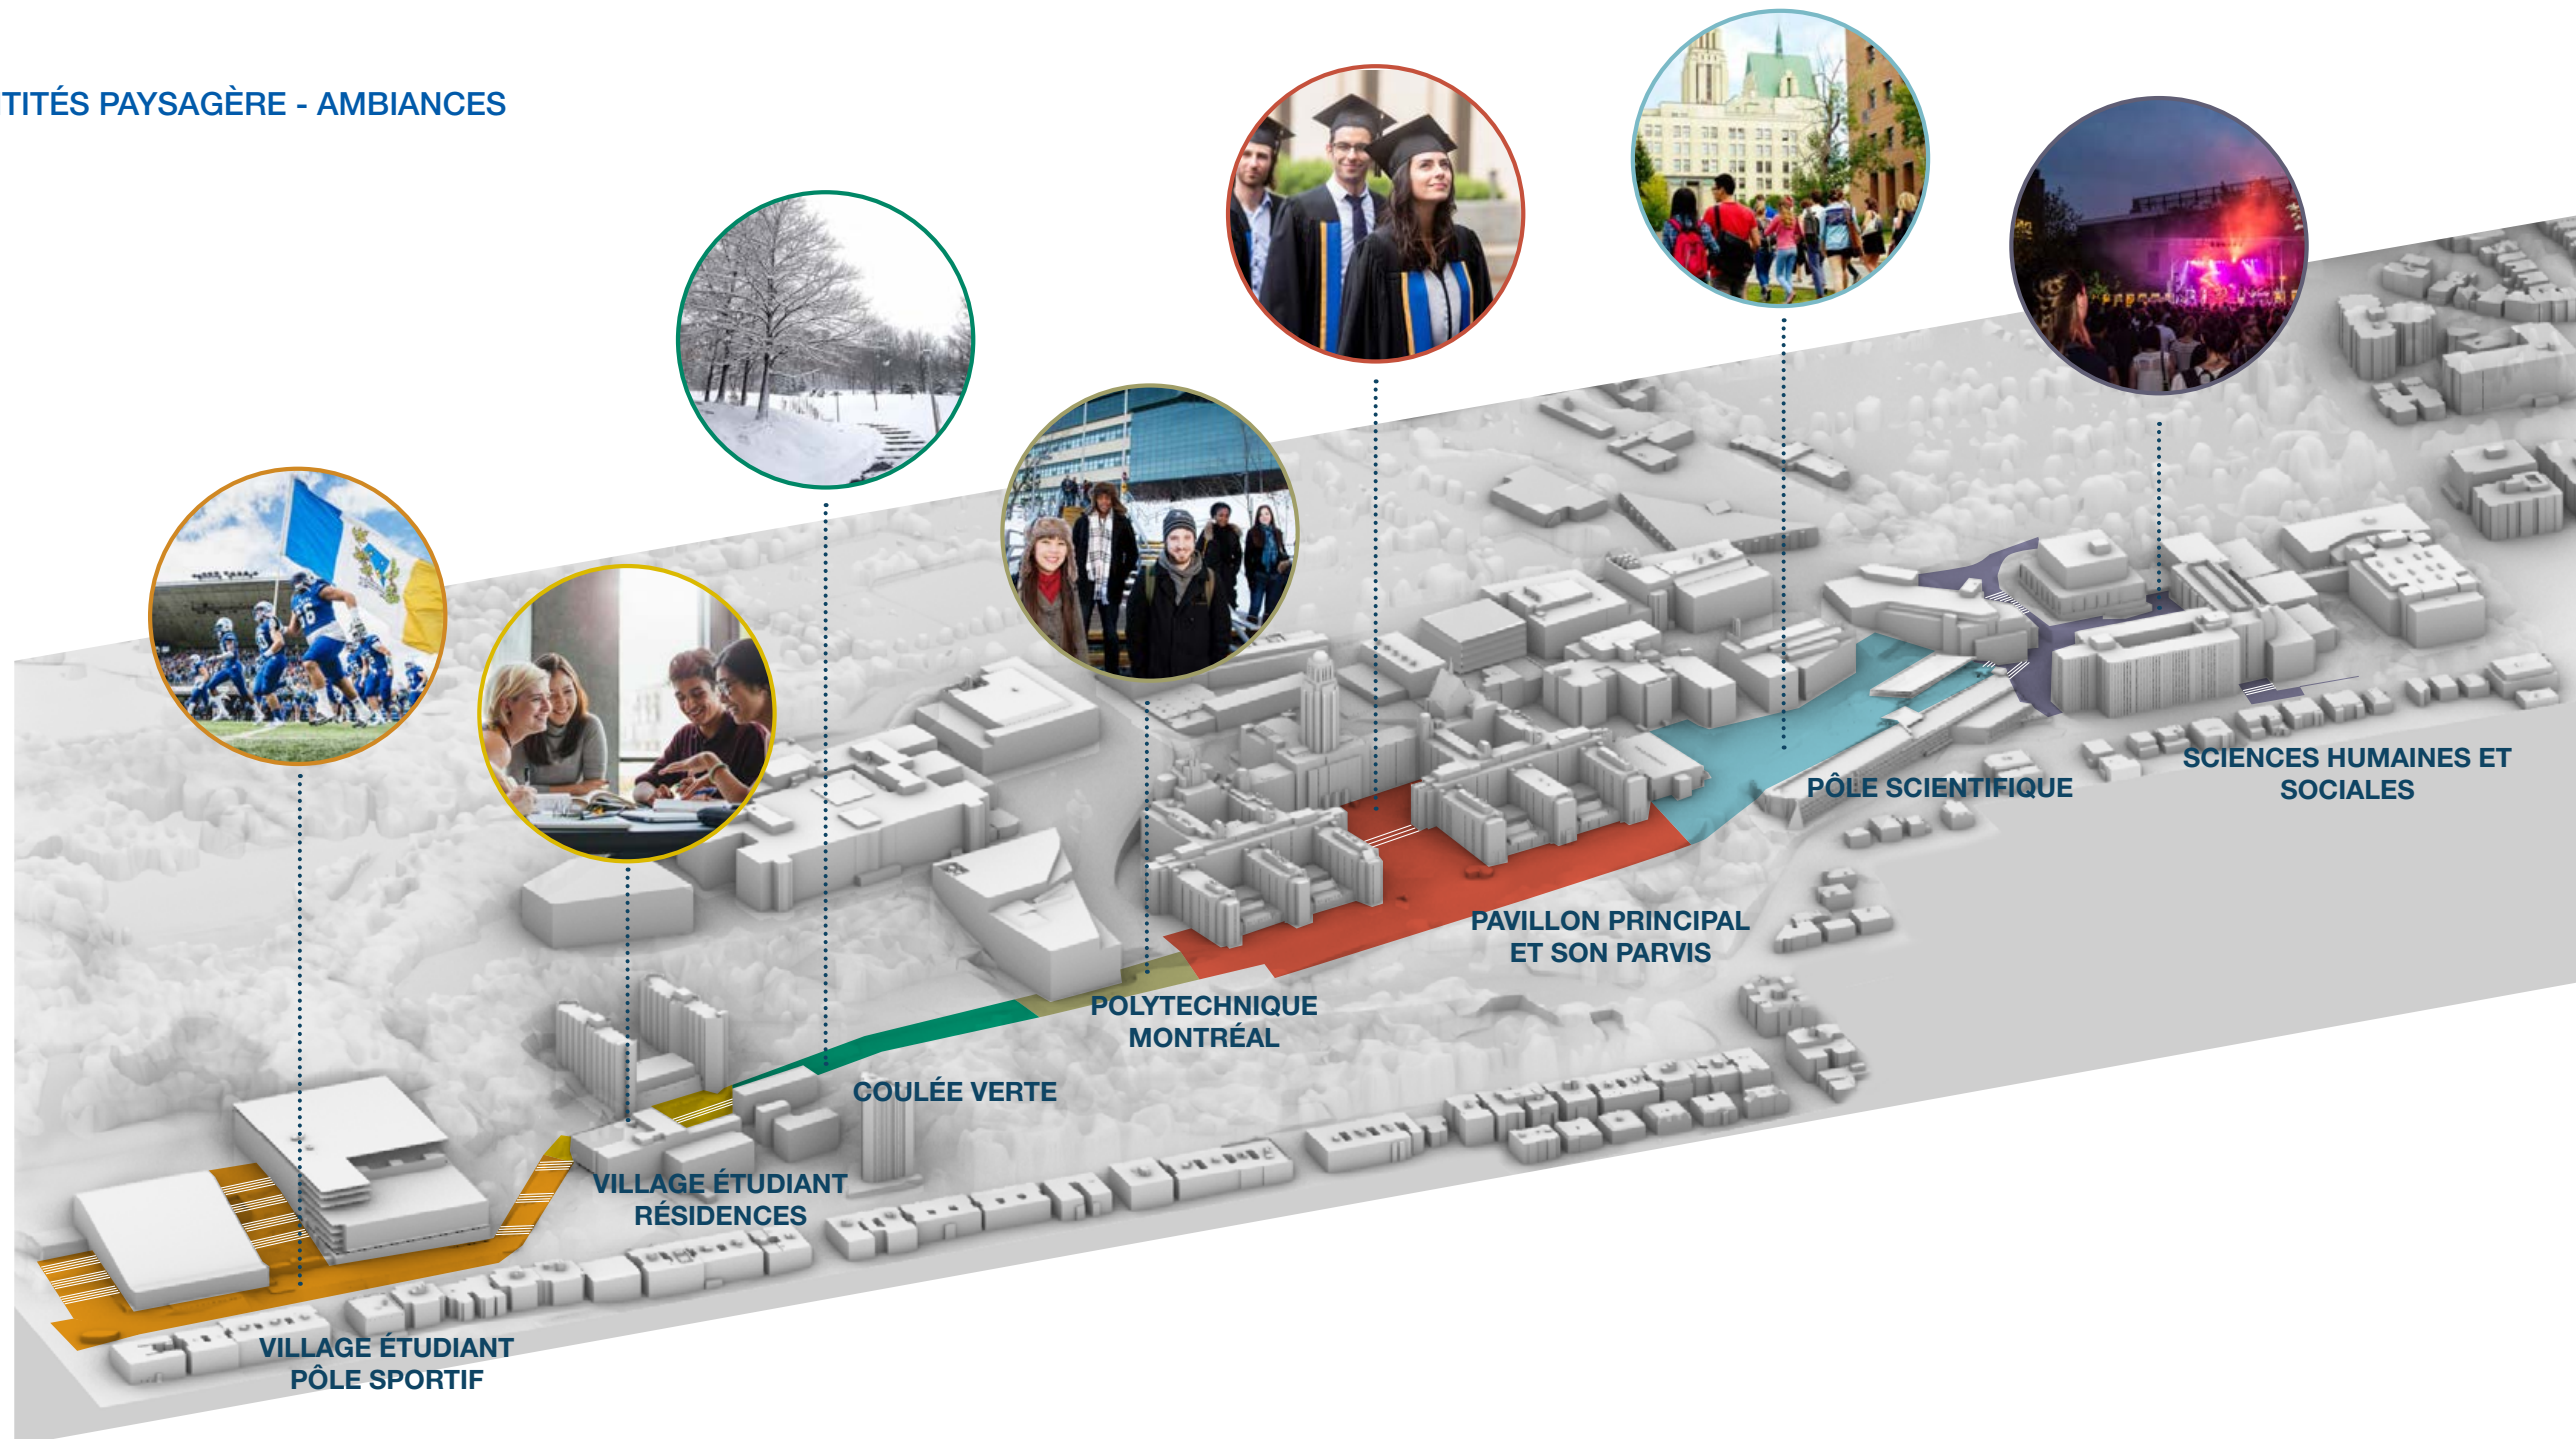 TITÉS PAYSAGÈRE - AMBIANCES
SCIENCES HUMAINES ET
SOCIALES
PÔLE SCIENTIFIQUE
PAVILLON PRINCIPAL
ET SON PARVIS
POLYTECHNIQUE
MONTRÉAL
COULÉE VERTE
VILLAGE ÉTUDIANT
RÉSIDENCES
VILLAGE ÉTUDIANT
PÔLE SPORTIF